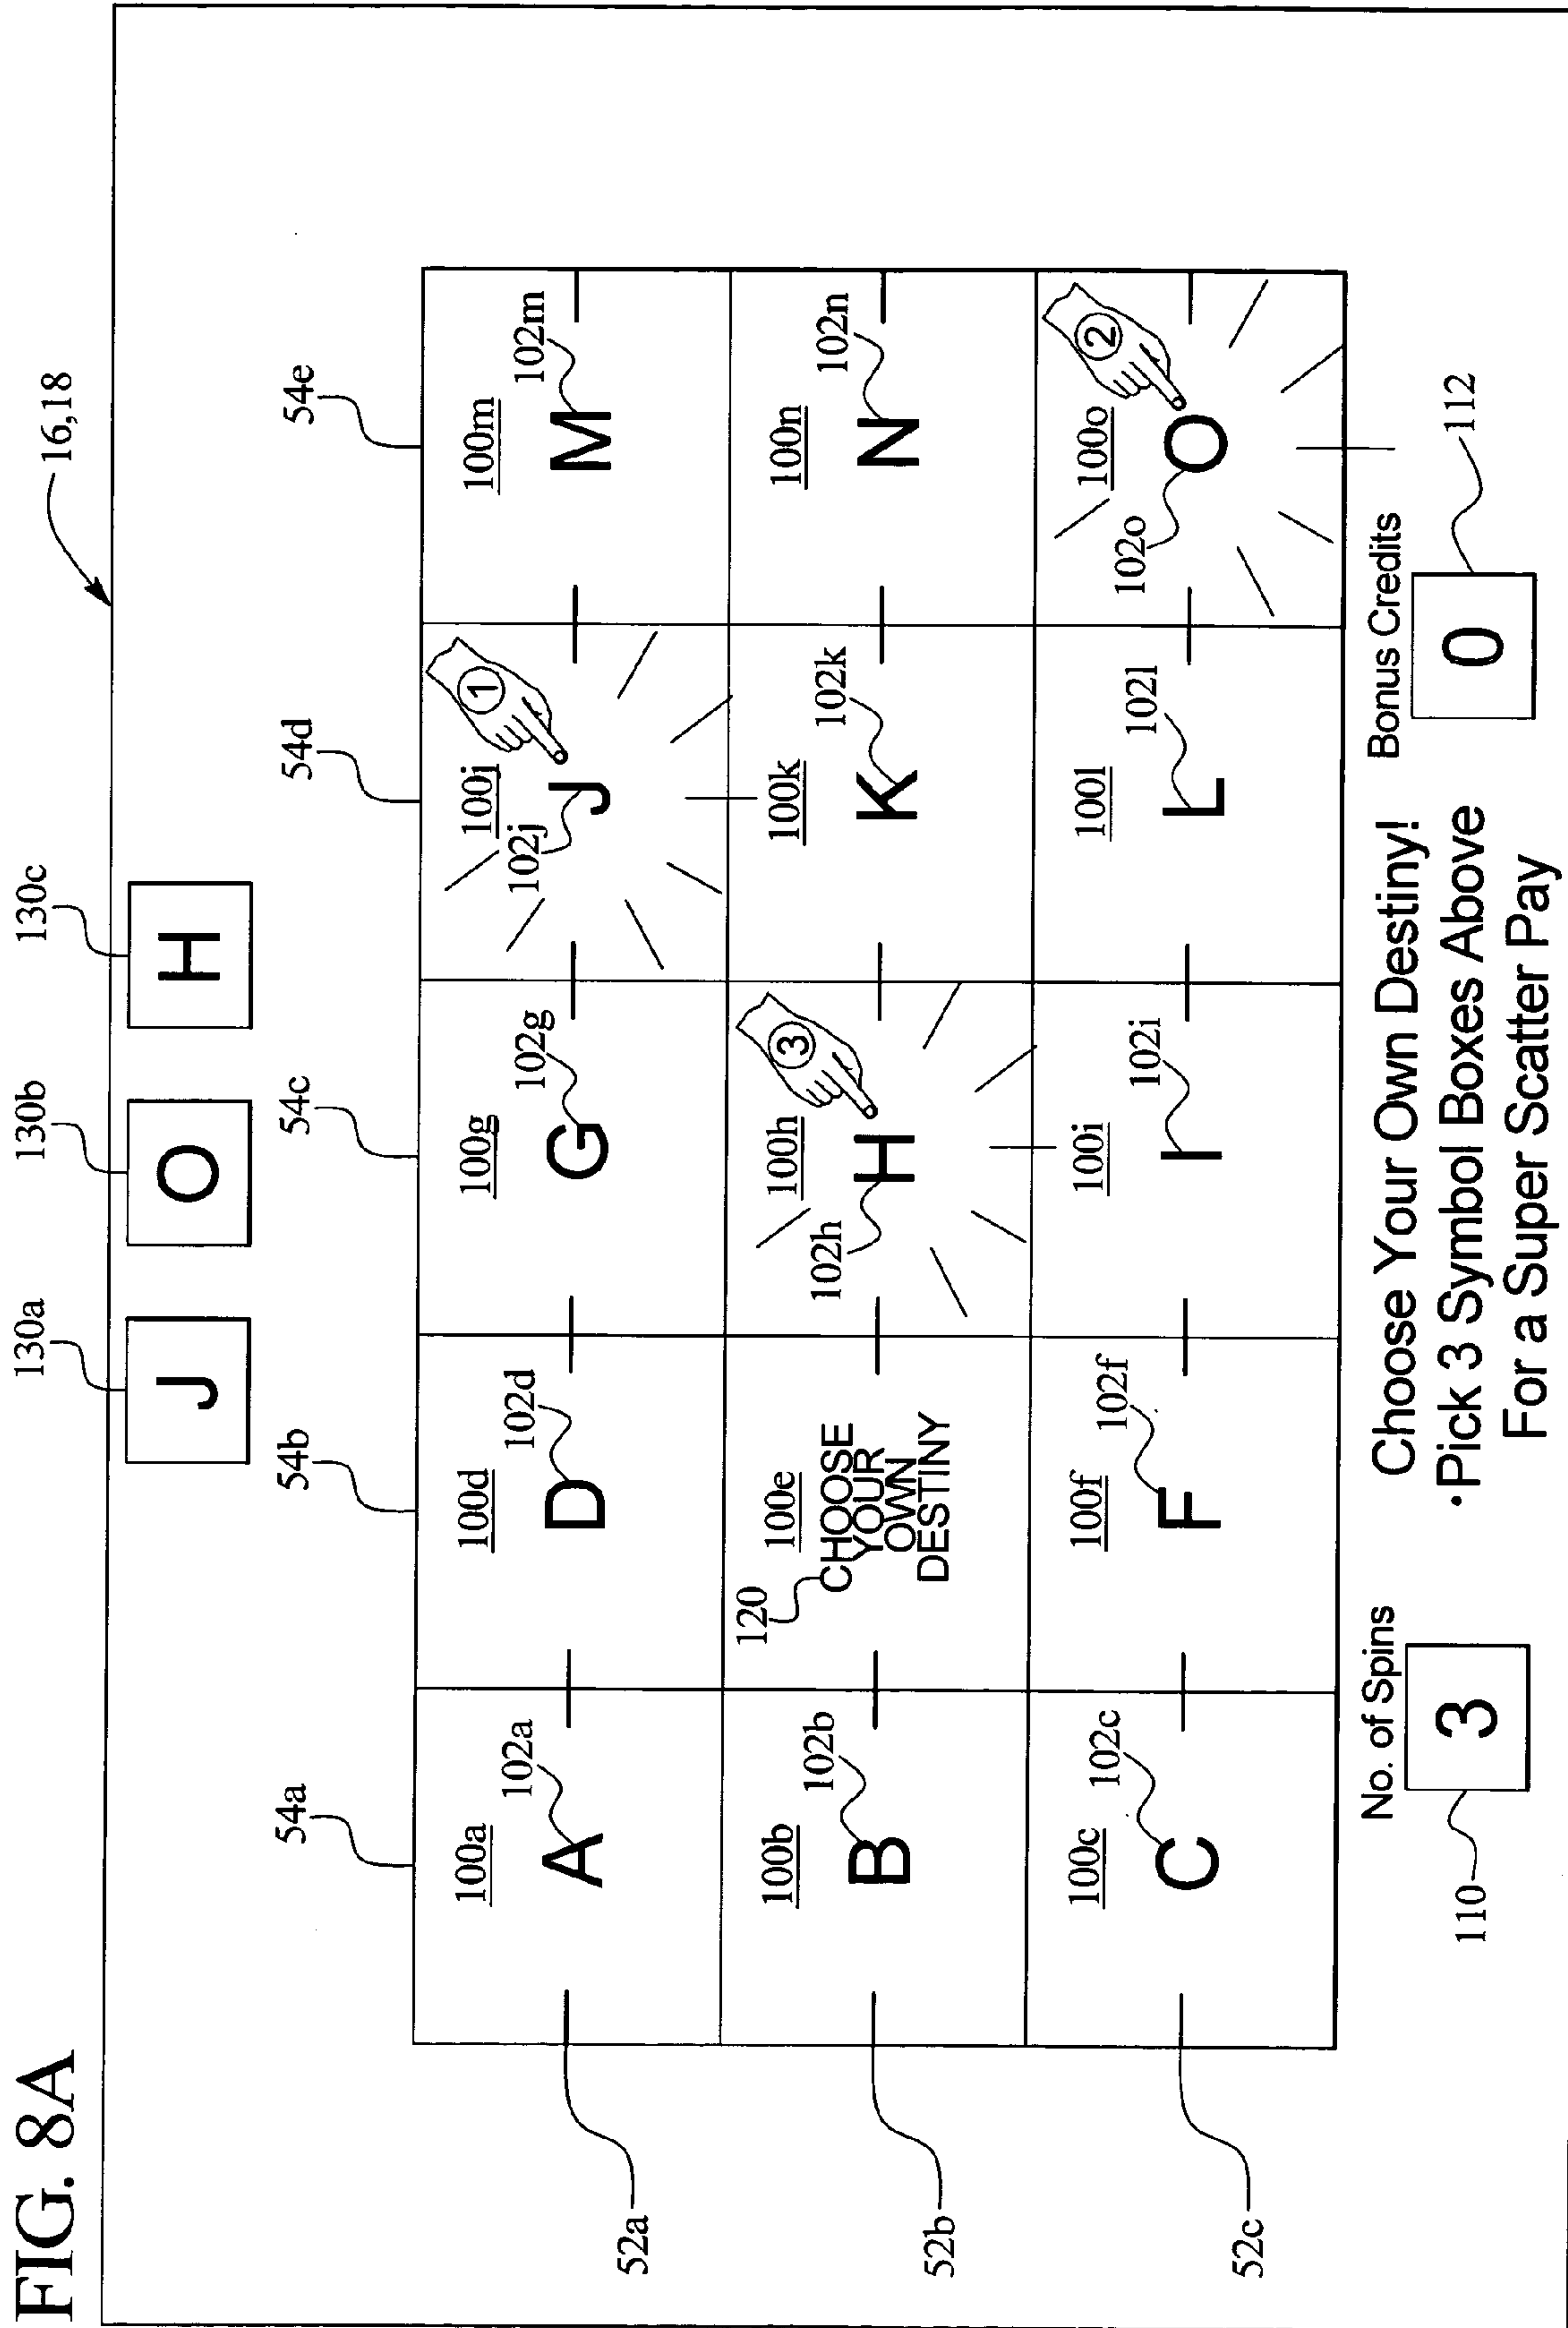 FIG. 8A
16,18
130a 130b 130c
J O H
54a 54b 54c 54d 54e
100a 100d 100g 100j 100m
102a 102d 102g 102j 102m
A D G J M
1
52a
100b 100e 100h 100k 100n
102b 120 102h 102k 102n
B CHOOSE YOUR OWN DESTINY H K N
3
52b
100c 100f 100i 100l 100o
102c 102f 102i 102l 102o
C F I L O
2
52c
No. of Spins
110 3
Bonus Credits
0 112
Choose Your Own Destiny!
•Pick 3 Symbol Boxes Above
For a Super Scatter Pay